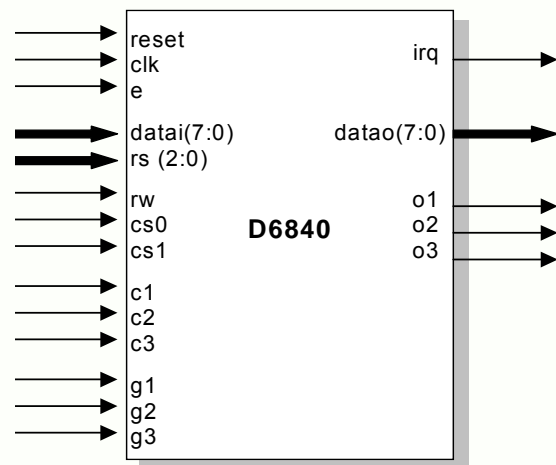 reset
clk
e
datai(7:0)
rs (2:0)
rw
cs0
cs1
c1
c2
c3
g1
g2
g3
D6840
irq
datao(7:0)
o1
o2
o3